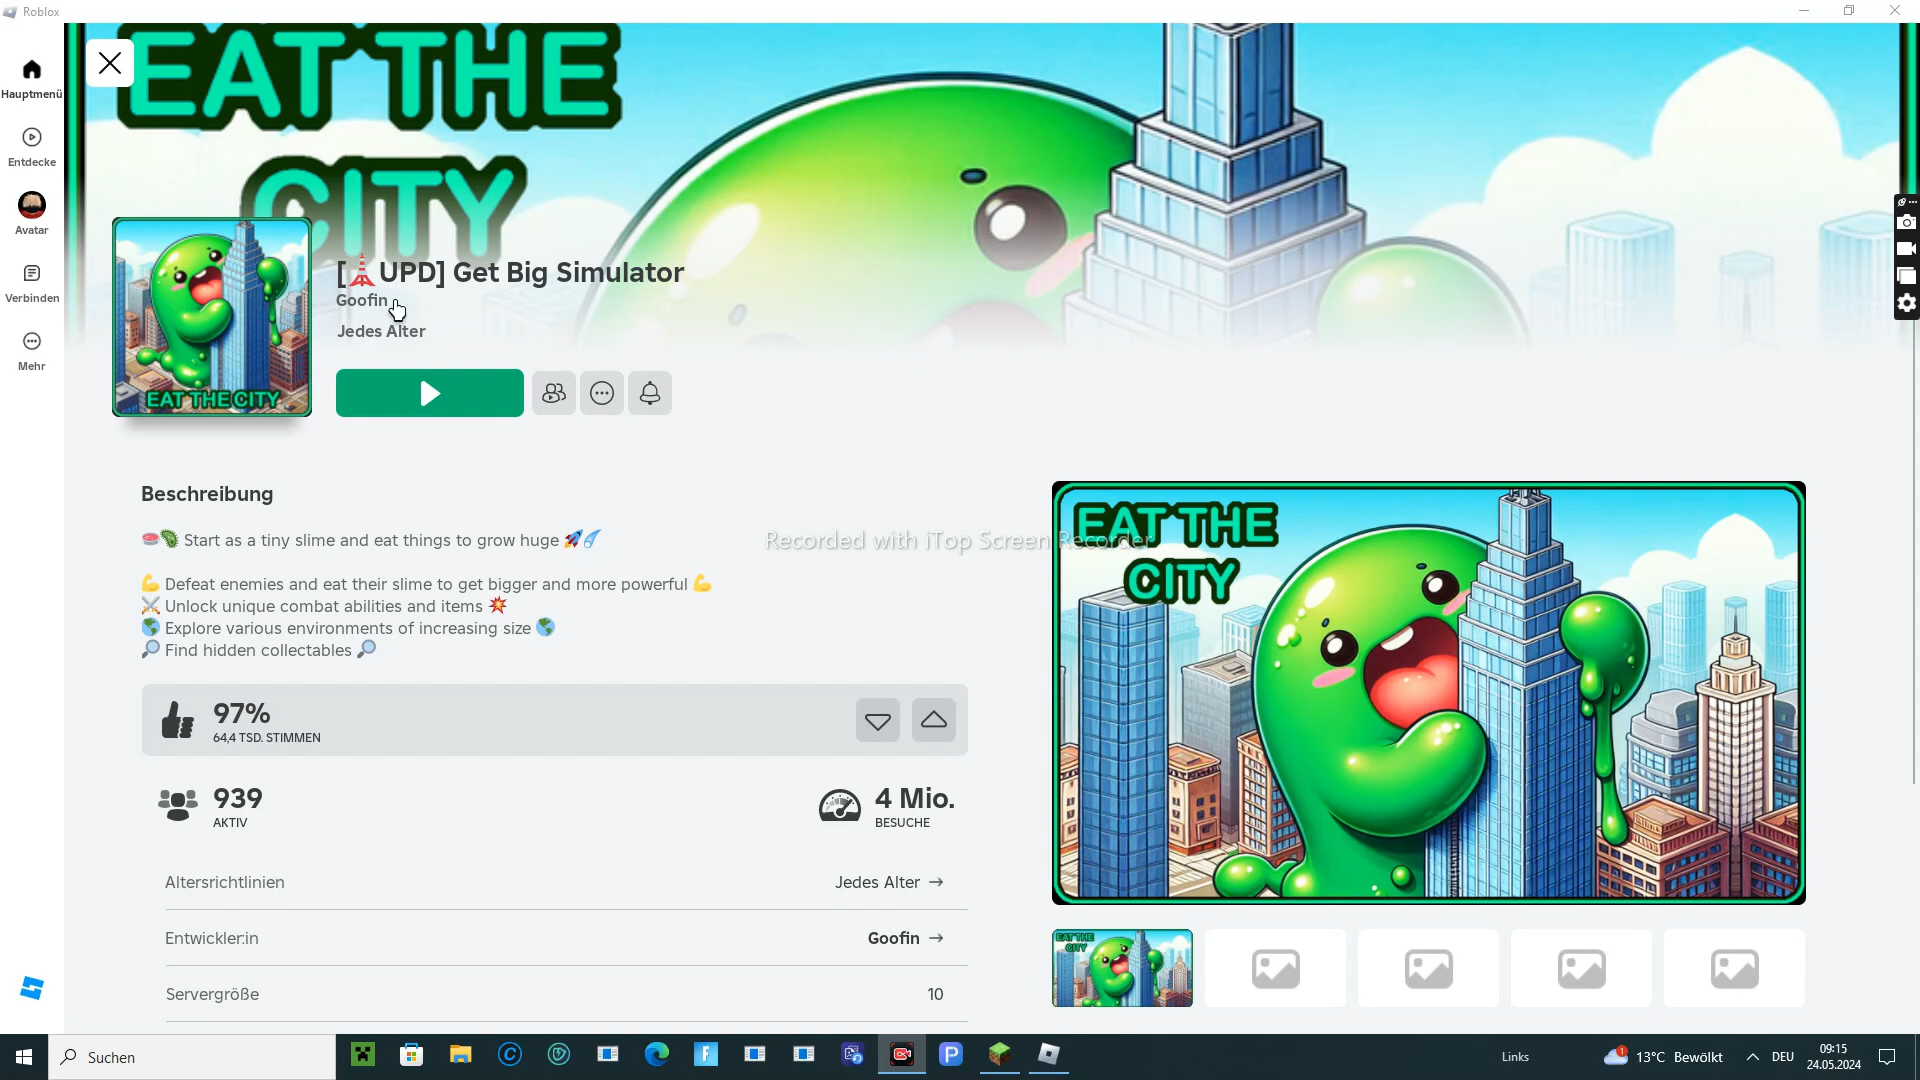 Roblox
EAT THE
CITY
Hauptmenü
Entdecke
Avatar
Verbinden
Mehr
EAT THE CITY
[🗼UPD] Get Big Simulator
Goofin
Jedes Alter
Beschreibung
🧫🦠 Start as a tiny slime and eat things to grow huge 🚀☄️
💪 Defeat enemies and eat their slime to get bigger and more powerful 💪
⚔️ Unlock unique combat abilities and items 💥
🌎 Explore various environments of increasing size 🌎
🔎 Find hidden collectables 🔎
Recorded with iTop Screen Recorder
EAT THE
CITY
97%
64,4 TSD. STIMMEN
939
AKTIV
4 Mio.
BESUCHE
Altersrichtlinien
Jedes Alter →
Entwickler:in
Goofin →
Servergröße
10
EAT THE
CITY
Suchen
Links
1
13°C Bewölkt
DEU
09:15
24.05.2024